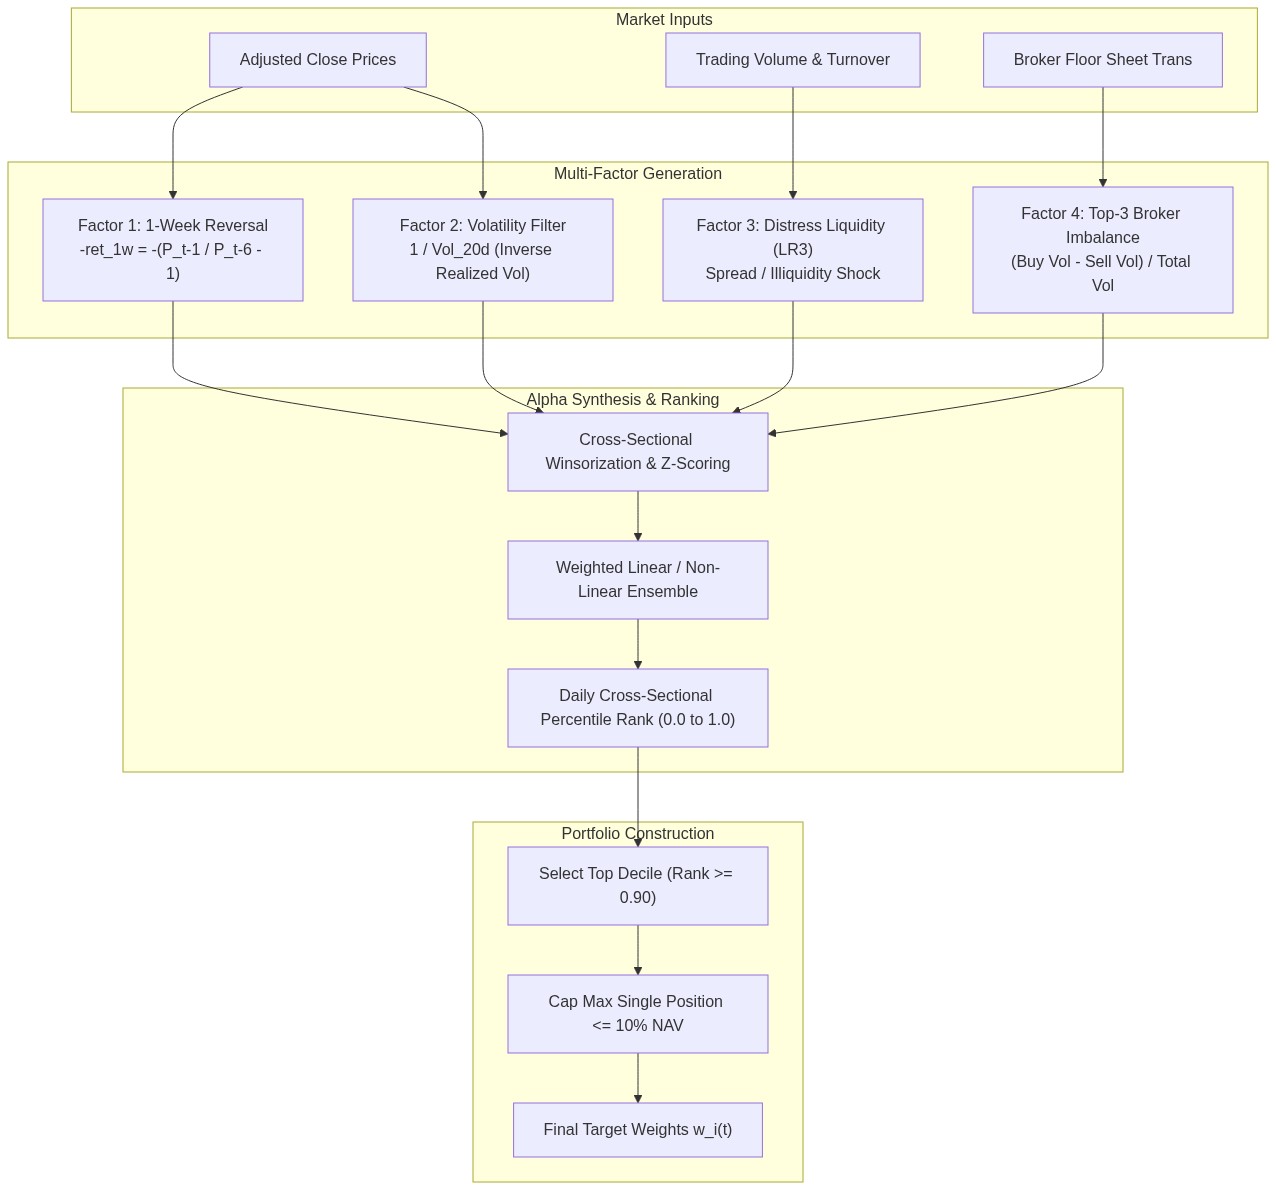 Market Inputs
Adjusted Close Prices
Trading Volume & Turnover
Broker Floor Sheet Trans
Multi-Factor Generation
Factor 1: 1-Week Reversal
-ret_1w = -(P_t-1 / P_t-6 -
1)
Factor 2: Volatility Filter
1 / Vol_20d (Inverse
Realized Vol)
Factor 3: Distress Liquidity
(LR3)
Spread / Illiquidity Shock
Factor 4: Top-3 Broker
Imbalance
(Buy Vol - Sell Vol) / Total
Vol
Alpha Synthesis & Ranking
Cross-Sectional
Winsorization & Z-Scoring
Weighted Linear / Non-
Linear Ensemble
Daily Cross-Sectional
Percentile Rank (0.0 to 1.0)
Portfolio Construction
Select Top Decile (Rank >=
0.90)
Cap Max Single Position
<= 10% NAV
Final Target Weights w_i(t)